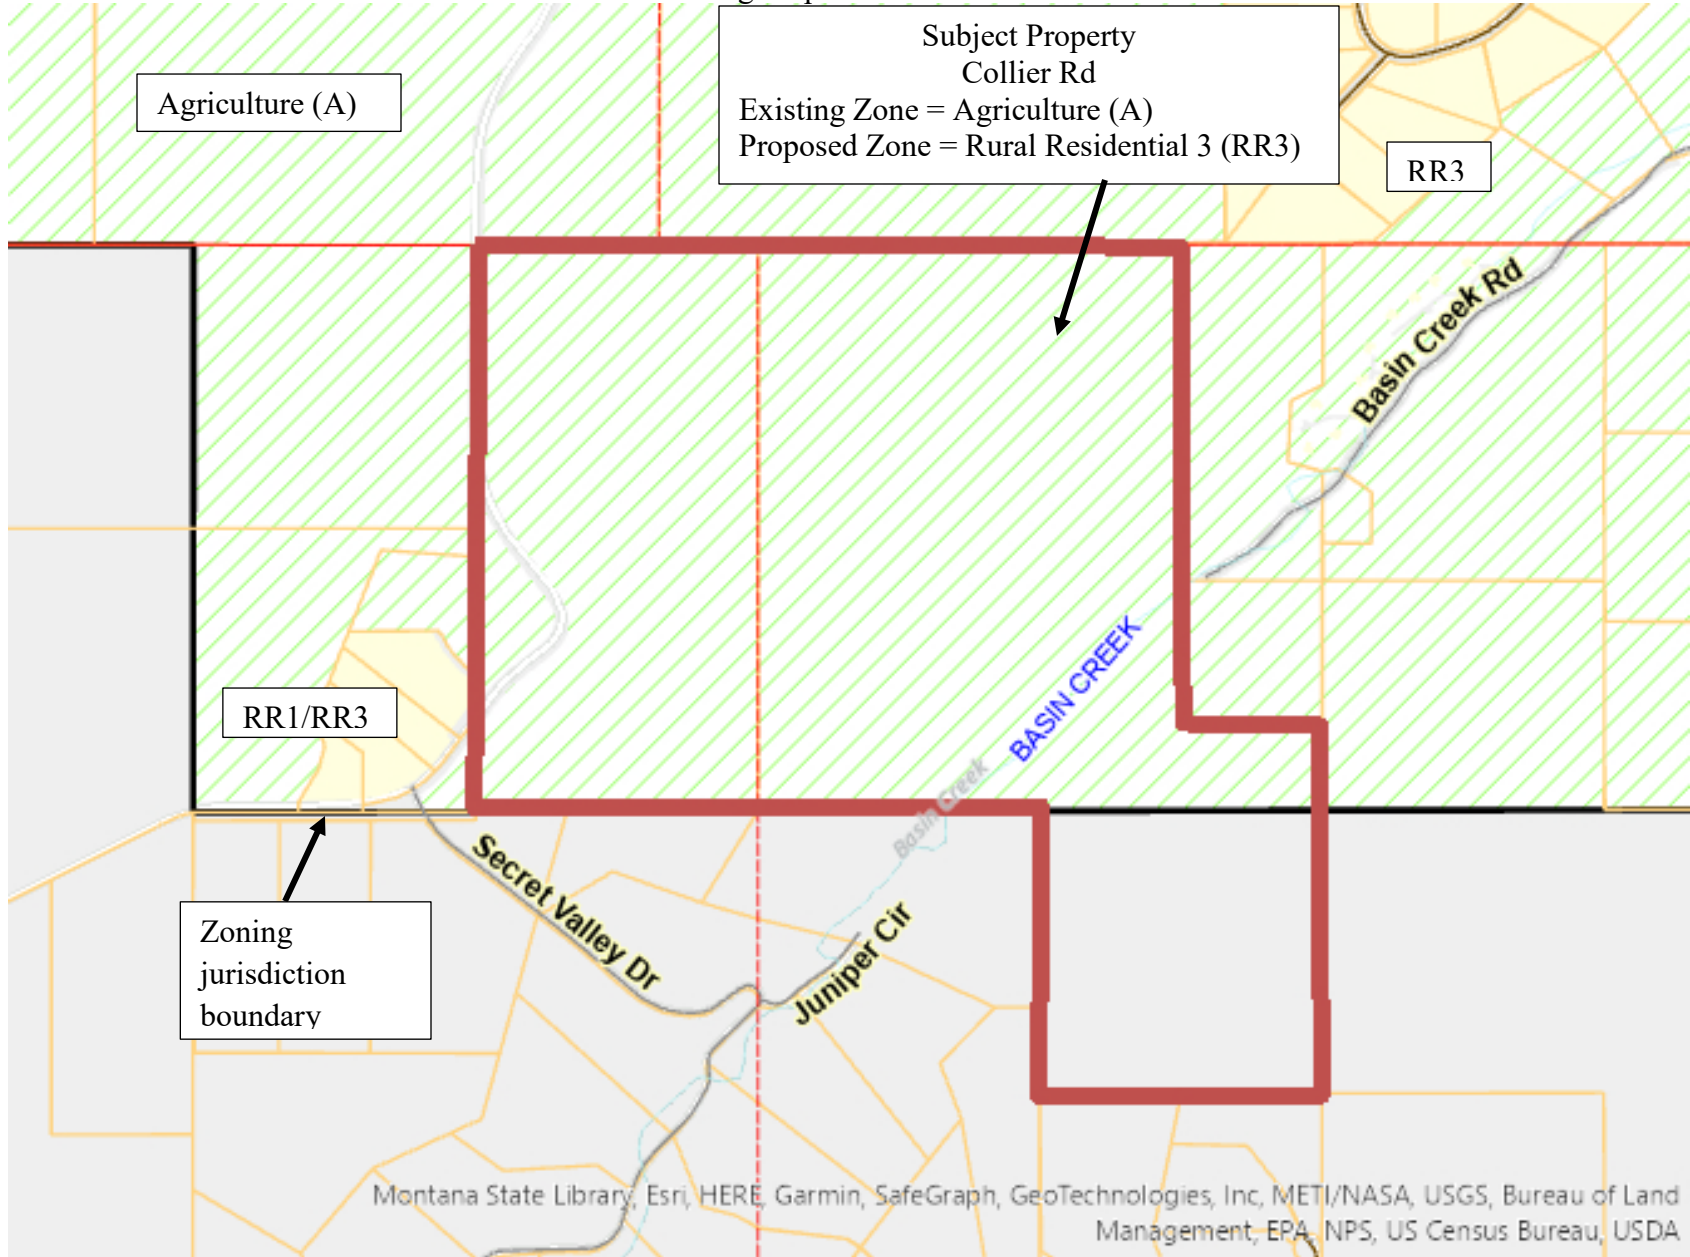 Subject Property
Collier Rd
Existing Zone = Agriculture (A)
Proposed Zone = Rural Residential 3 (RR3)
Agriculture (A)
RR3
Basin Creek Rd
BASIN CREEK
Basin Creek
RR1/RR3
Secret Valley Dr
Juniper Cir
Zoning
jurisdiction
boundary
Montana State Library, Esri, HERE, Garmin, SafeGraph, GeoTechnologies, Inc, METI/NASA, USGS, Bureau of Land
Management, EPA, NPS, US Census Bureau, USDA